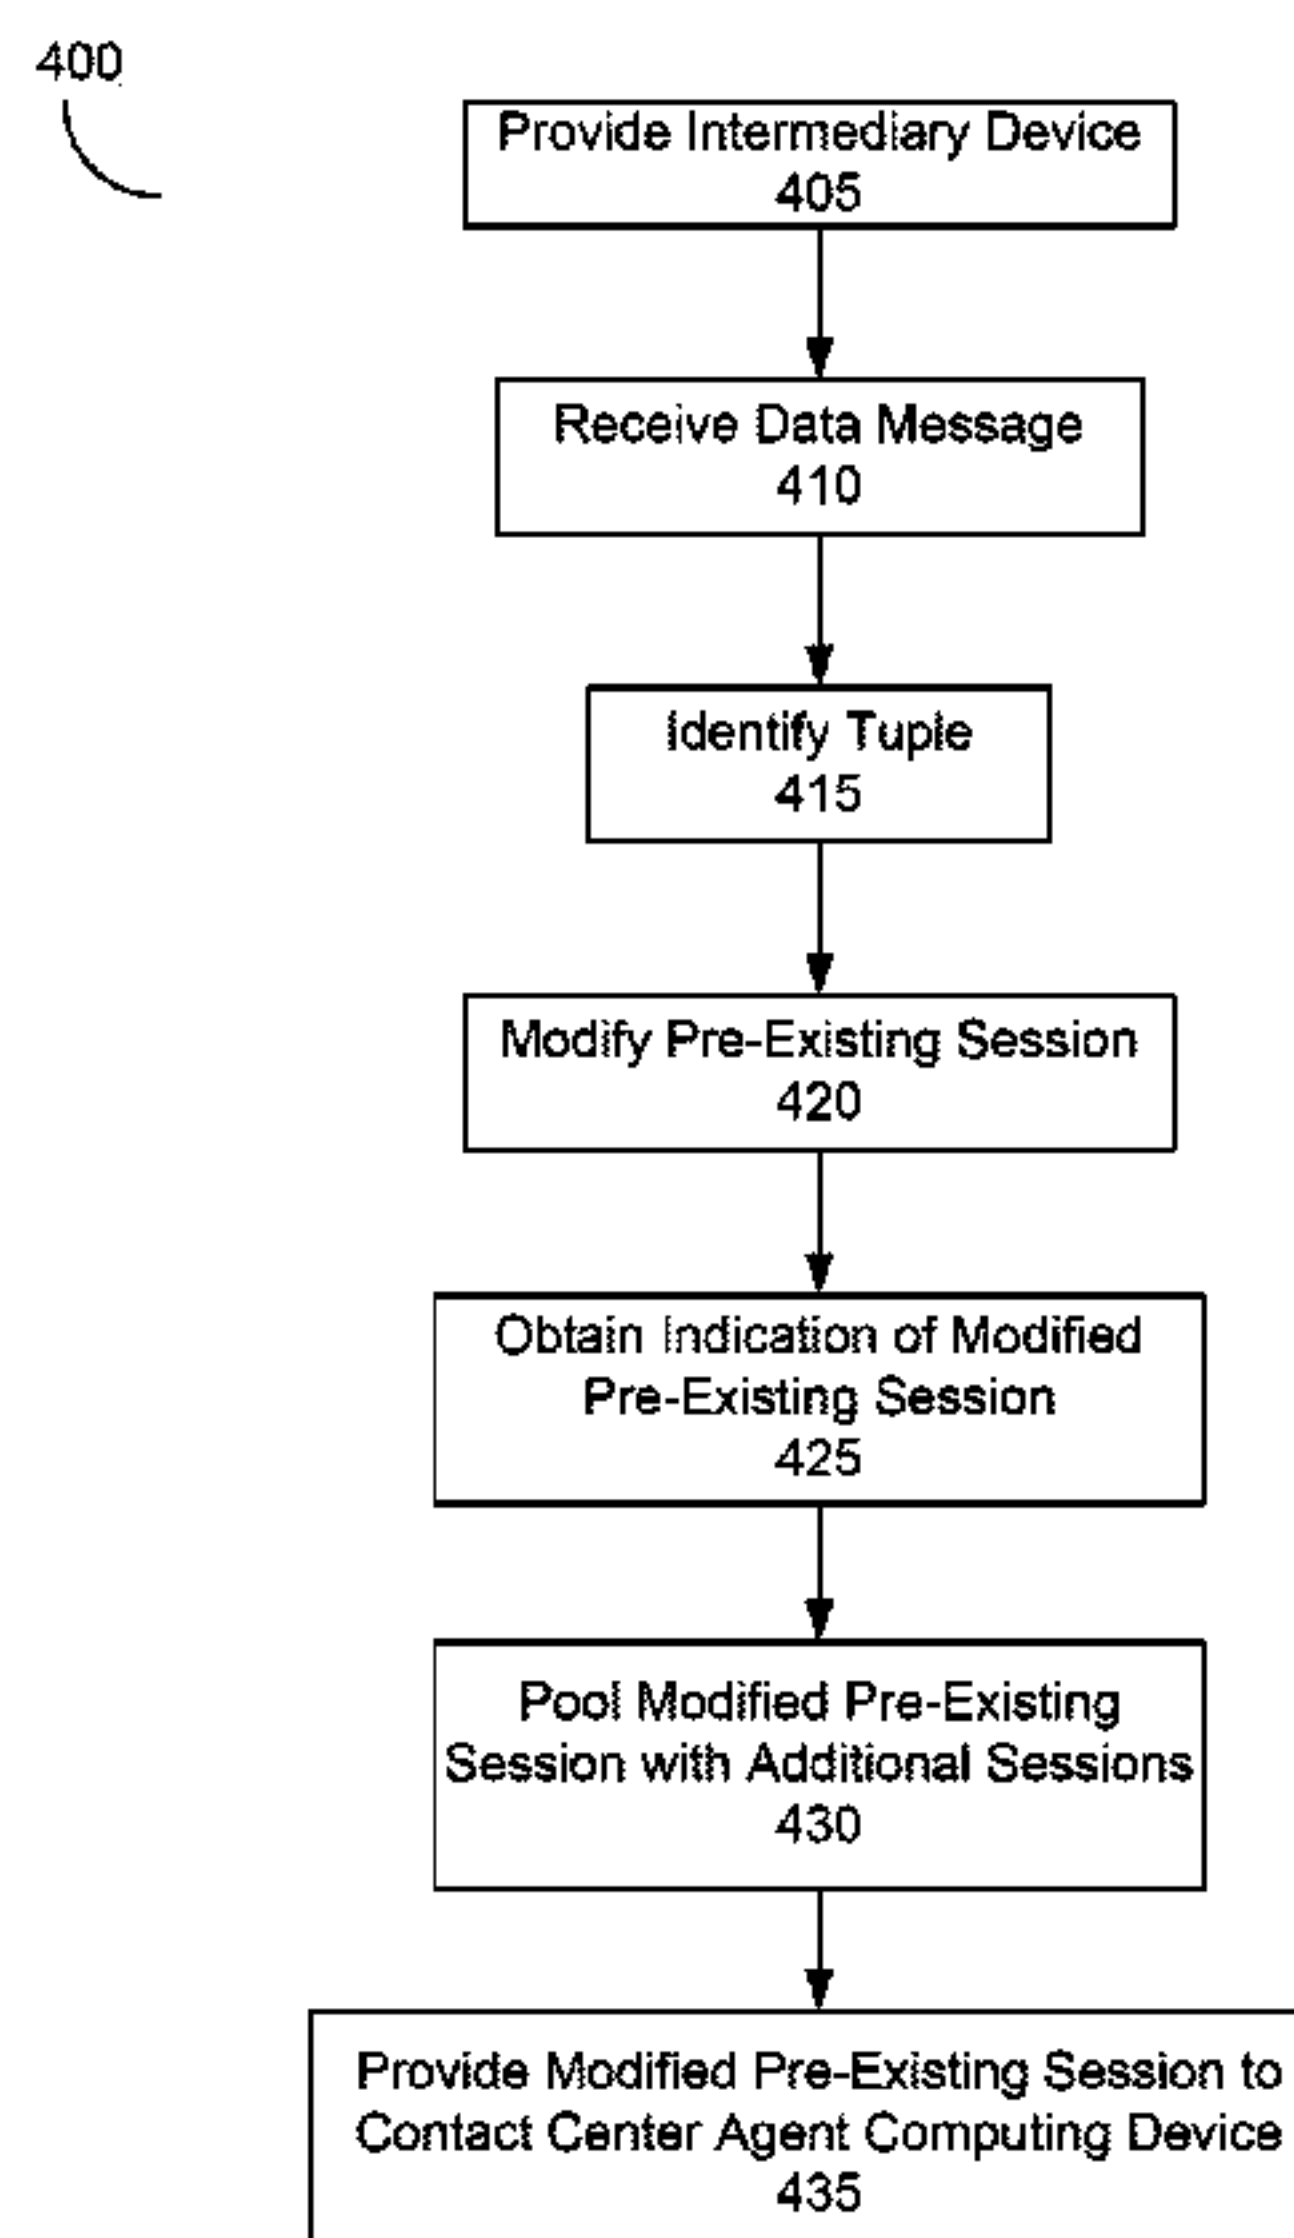 400
Provide Intermediary Device
405
Receive Data Message
410
Identify Tuple
415
Modify Pre-Existing Session
420
Obtain Indication of Modified
Pre-Existing Session
425
Pool Modified Pre-Existing
Session with Additional Sessions
430
Provide Modified Pre-Existing Session to
Contact Center Agent Computing Device
435